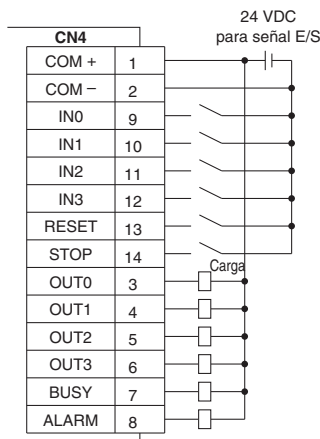 24 VDC
para señal E/S
CN4
COM + 1
COM – 2
IN0 9
IN1 10
IN2 11
IN3 12
RESET 13
STOP 14
Carga
OUT0 3
OUT1 4
OUT2 5
OUT3 6
BUSY 7
ALARM 8